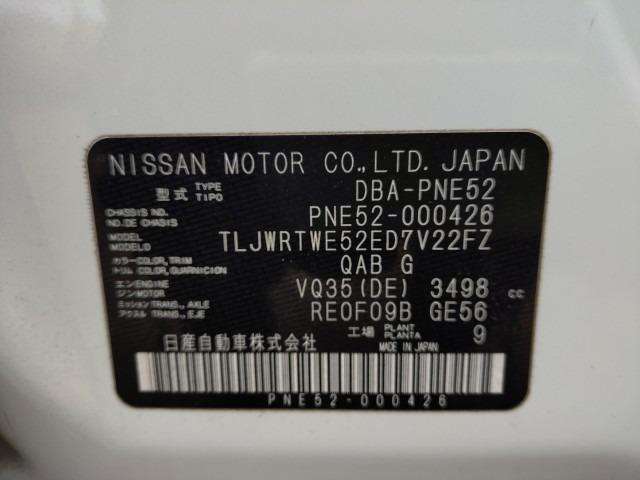 NISSAN MOTOR CO.,LTD. JAPAN
型式 TYPE TIPO DBA-PNE52
CHASSIS NO. NO.DE CHASIS PNE52-000426
MODEL MODELO TLJWRTWE52ED7V22FZ
カラー COLOR,TRIM トリム COLOR,GUARNICION QAB G
エンジン ENGINE MOTOR VQ35(DE) 3498 cc
ミッション TRANS., AXLE アクスル TRANS., EJE RE0F09B GE56
工場 PLANT PLANTA 9
日産自動車株式会社 MADE IN JAPAN
PNE52-000426